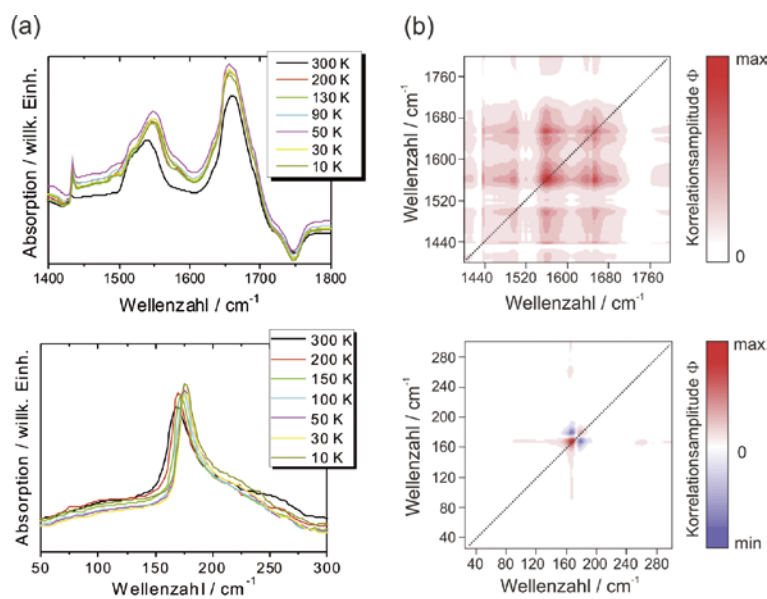 (a)
Absorption / willk. Einh.
300 K
200 K
130 K
90 K
50 K
30 K
10 K
1400 1500 1600 1700 1800
Wellenzahl / cm⁻¹
(b)
Wellenzahl / cm⁻¹
1760
1680
1600
1520
1440
1440 1520 1600 1680 1760
Wellenzahl / cm⁻¹
max
Korrelationsamplitude Φ
0
Absorption / willk. Einh.
300 K
200 K
150 K
100 K
50 K
30 K
10 K
50 100 150 200 250 300
Wellenzahl / cm⁻¹
Wellenzahl / cm⁻¹
280
240
200
160
120
80
40
40 80 120 160 200 240 280
Wellenzahl / cm⁻¹
max
0
min
Korrelationsamplitude Φ